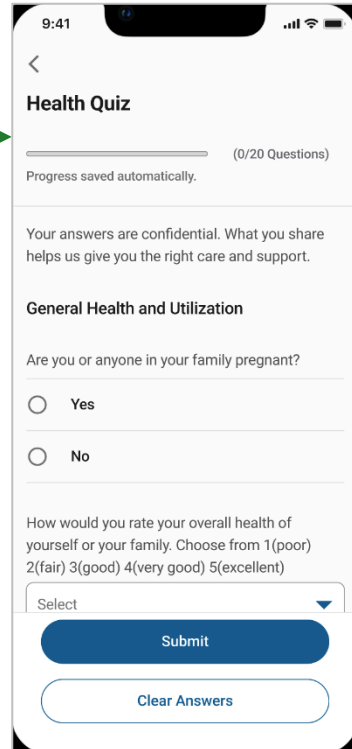 9:41
Health Quiz
(0/20 Questions)
Progress saved automatically.
Your answers are confidential. What you share
helps us give you the right care and support.
General Health and Utilization
Are you or anyone in your family pregnant?
Yes
No
How would you rate your overall health of
yourself or your family. Choose from 1(poor)
2(fair) 3(good) 4(very good) 5(excellent)
Select
Submit
Clear Answers